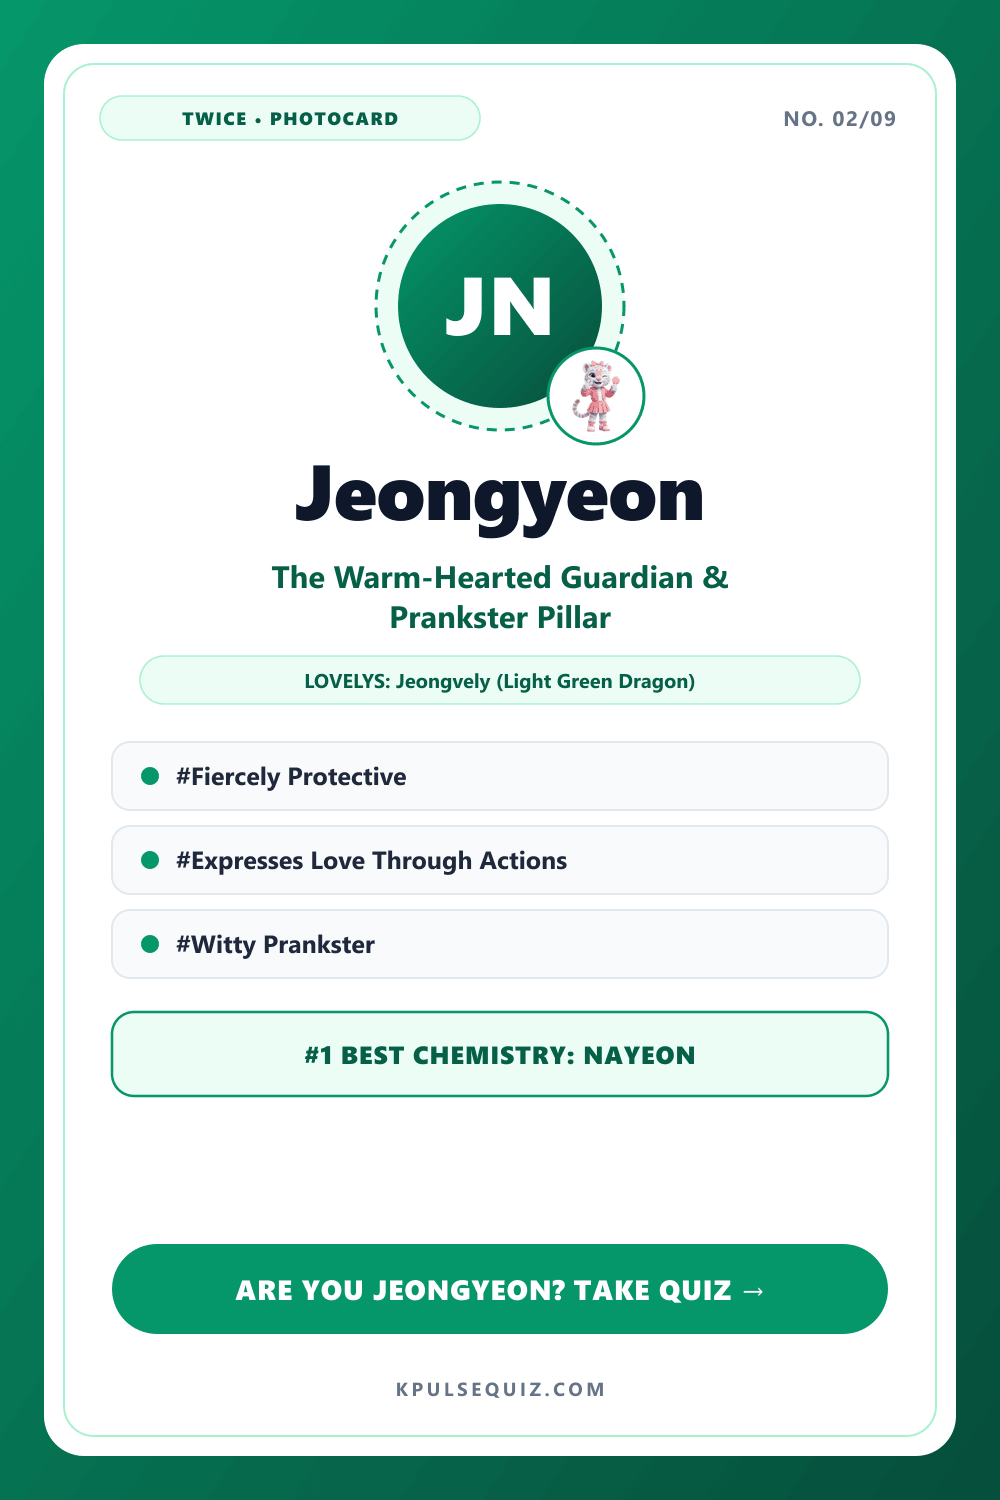 TWICE • PHOTOCARD
NO. 02/09
JN
Jeongyeon
The Warm-Hearted Guardian &
Prankster Pillar
LOVELYS: Jeongvely (Light Green Dragon)
#Fiercely Protective
#Expresses Love Through Actions
#Witty Prankster
#1 BEST CHEMISTRY: NAYEON
ARE YOU JEONGYEON? TAKE QUIZ →
KPULSEQUIZ.COM